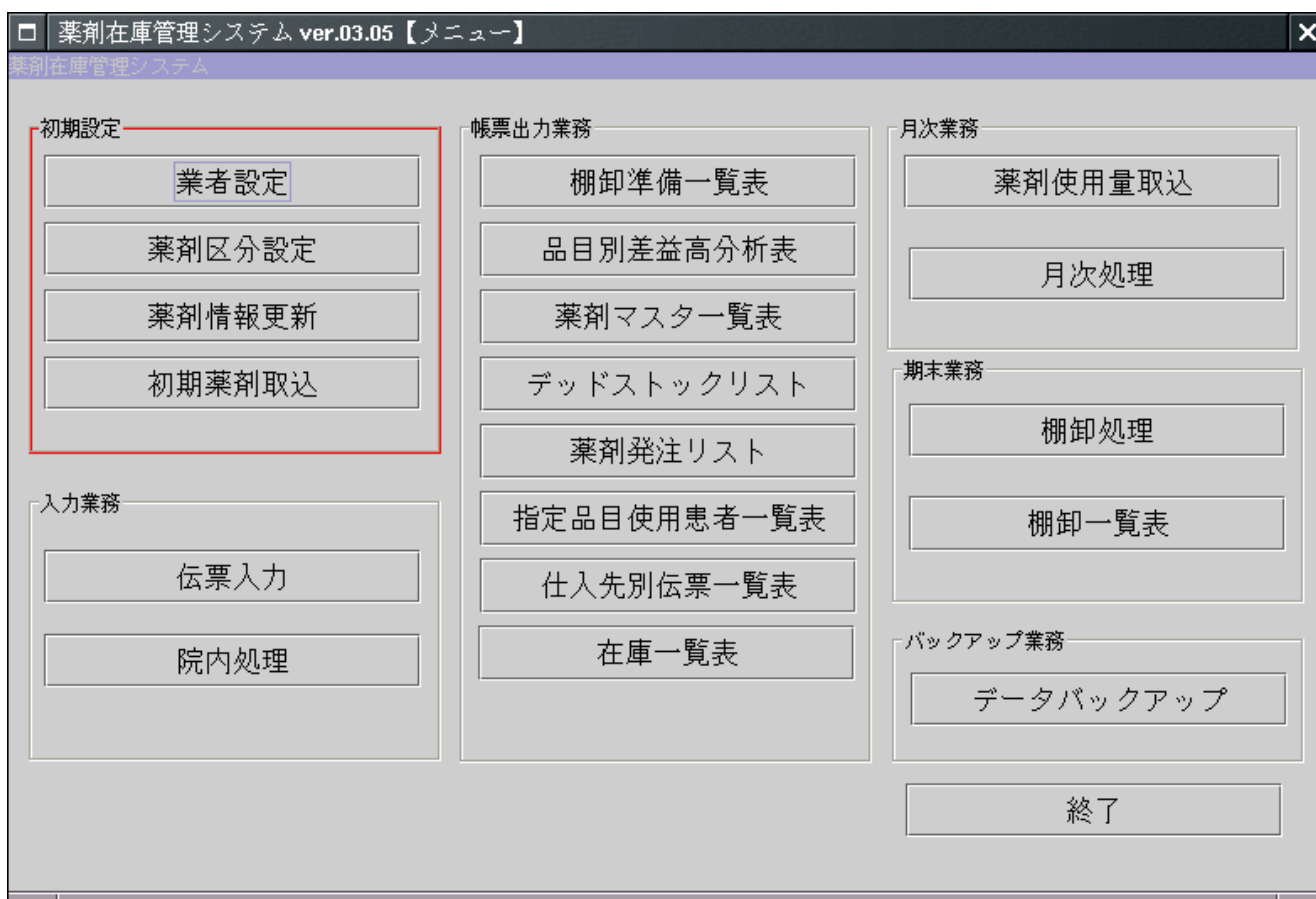 薬剤在庫管理システム ver.03.05【メニュー】
薬剤在庫管理システム
初期設定
業者設定
薬剤区分設定
薬剤情報更新
初期薬剤取込
入力業務
伝票入力
院内処理
帳票出力業務
棚卸準備一覧表
品目別差益高分析表
薬剤マスタ一覧表
デッドストックリスト
薬剤発注リスト
指定品目使用患者一覧表
仕入先別伝票一覧表
在庫一覧表
月次業務
薬剤使用量取込
月次処理
期末業務
棚卸処理
棚卸一覧表
バックアップ業務
データバックアップ
終了